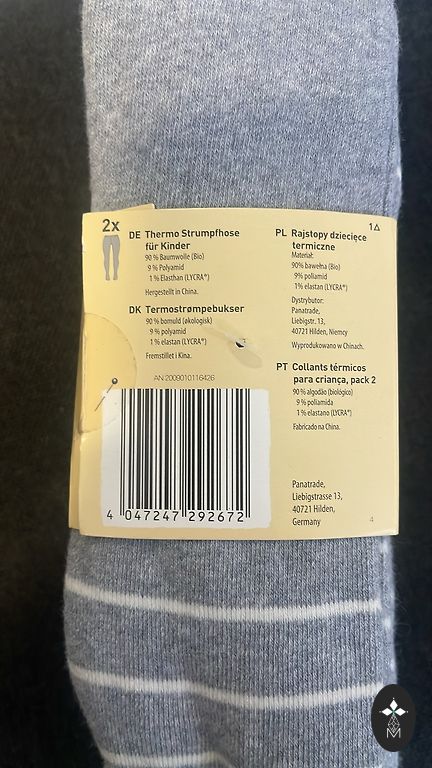 2x
DE Thermo Strumpfhose
für Kinder
90 % Baumwolle (Bio)
9 % Polyamid
1 % Elasthan (LYCRA®)
Hergestellt in China.
DK Termostrømpebukser
90 % bomuld (økologisk)
9 % polyamid
1 % elastan (LYCRA®)
Fremstillet i Kina.
AN 2009010116426
4 047247 292672
1
PL Rajstopy dziecięce
termiczne
Materiał:
90% bawełna (Bio)
9% poliamid
1% elastan (LYCRA®)
Dystrybutor:
Panatrade,
Liebigstr. 13,
40721 Hilden, Niemcy
Wyprodukowano w Chinach.
PT Collants térmicos
para criança, pack 2
90 % algodão (biológico)
9 % poliamida
1 % elastano (LYCRA®)
Fabricado na China.
Panatrade,
Liebigstrasse 13,
40721 Hilden,
Germany
4